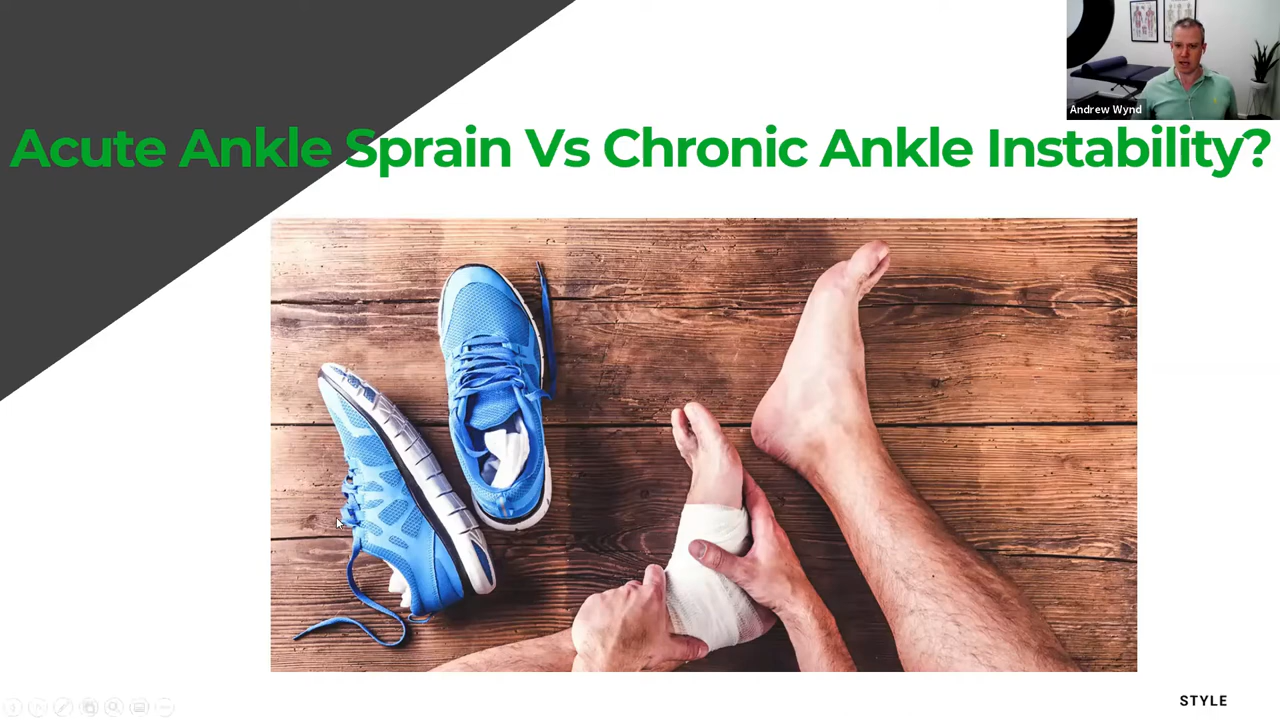 Andrew Wynd
Acute Ankle Sprain Vs Chronic Ankle Instability?
STYLE